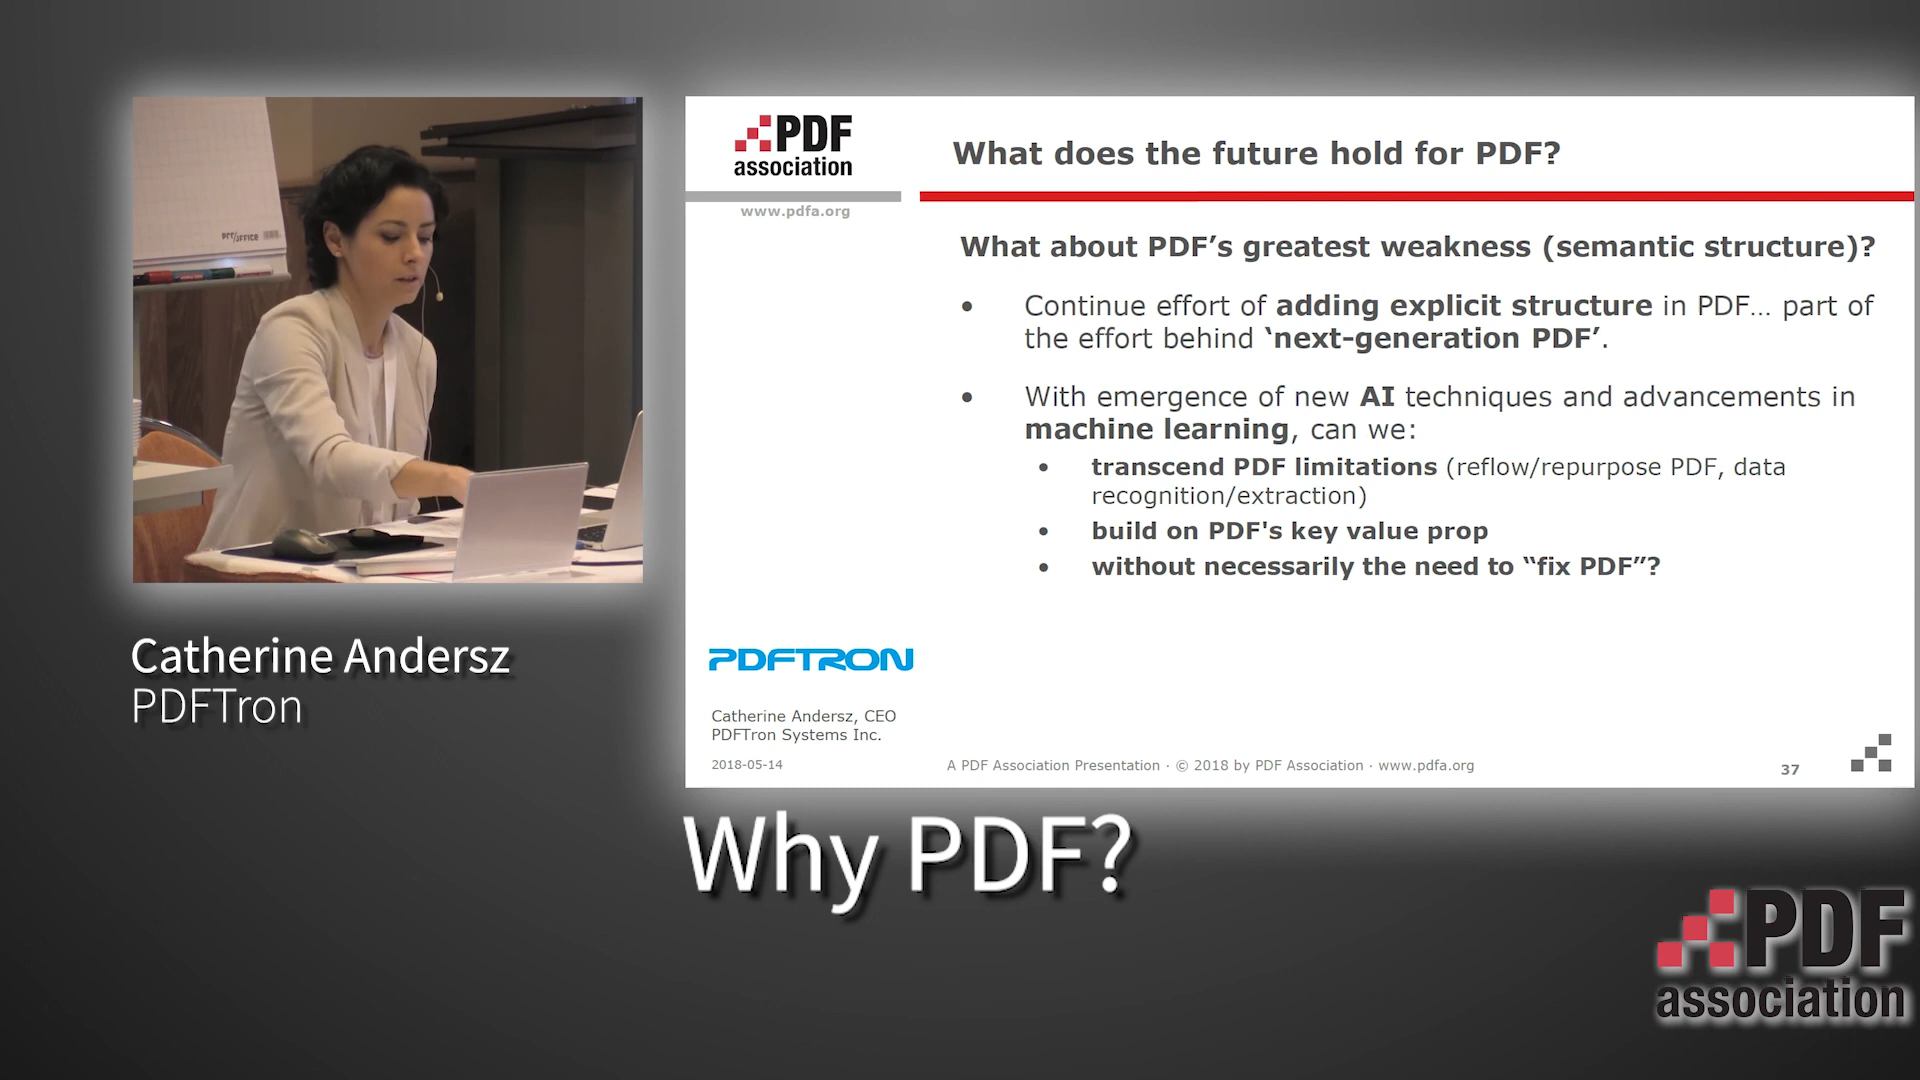 PDF
association
www.pdfa.org
What does the future hold for PDF?
What about PDF’s greatest weakness (semantic structure)?
• Continue effort of adding explicit structure in PDF... part of
the effort behind ‘next-generation PDF’.
• With emergence of new AI techniques and advancements in
machine learning, can we:
• transcend PDF limitations (reflow/repurpose PDF, data
recognition/extraction)
• build on PDF's key value prop
• without necessarily the need to “fix PDF”?
PDFTRON
Catherine Andersz, CEO
PDFTron Systems Inc.
2018-05-14
A PDF Association Presentation · © 2018 by PDF Association · www.pdfa.org
37
Catherine Andersz
PDFTron
Why PDF?
PDF
association